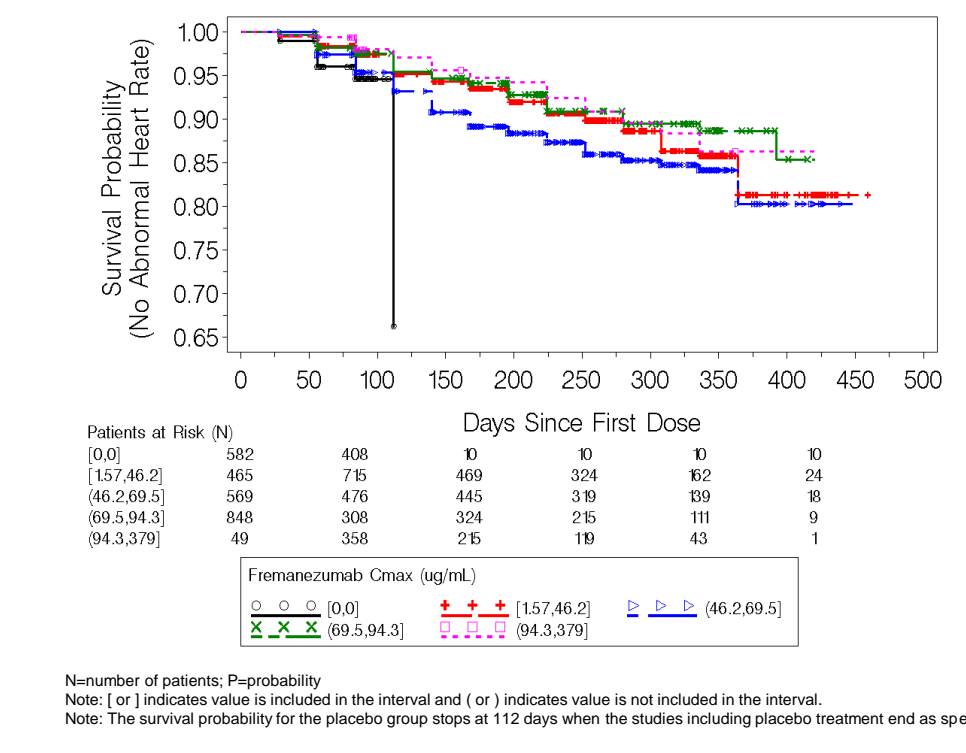 1.00
0.95
0.90
0.85
0.80
0.75
0.70
0.65
Survival Probability
(No Abnormal Heart Rate)
0 50 100 150 200 250 300 350 400 450 500
Days Since First Dose
Patients at Risk (N)
[0,0] 582 408 10 10 10 10
[1.57,46.2] 465 715 469 324 162 24
(46.2,69.5] 569 476 445 319 139 18
(69.5,94.3] 848 308 324 215 111 9
(94.3,379] 49 358 215 119 43 1
Fremanezumab Cmax (ug/mL)
[0,0] [1.57,46.2] (46.2,69.5]
(69.5,94.3] (94.3,379]
N=number of patients; P=probability
Note: [ or ] indicates value is included in the interval and ( or ) indicates value is not included in the interval.
Note: The survival probability for the placebo group stops at 112 days when the studies including placebo treatment end as spe